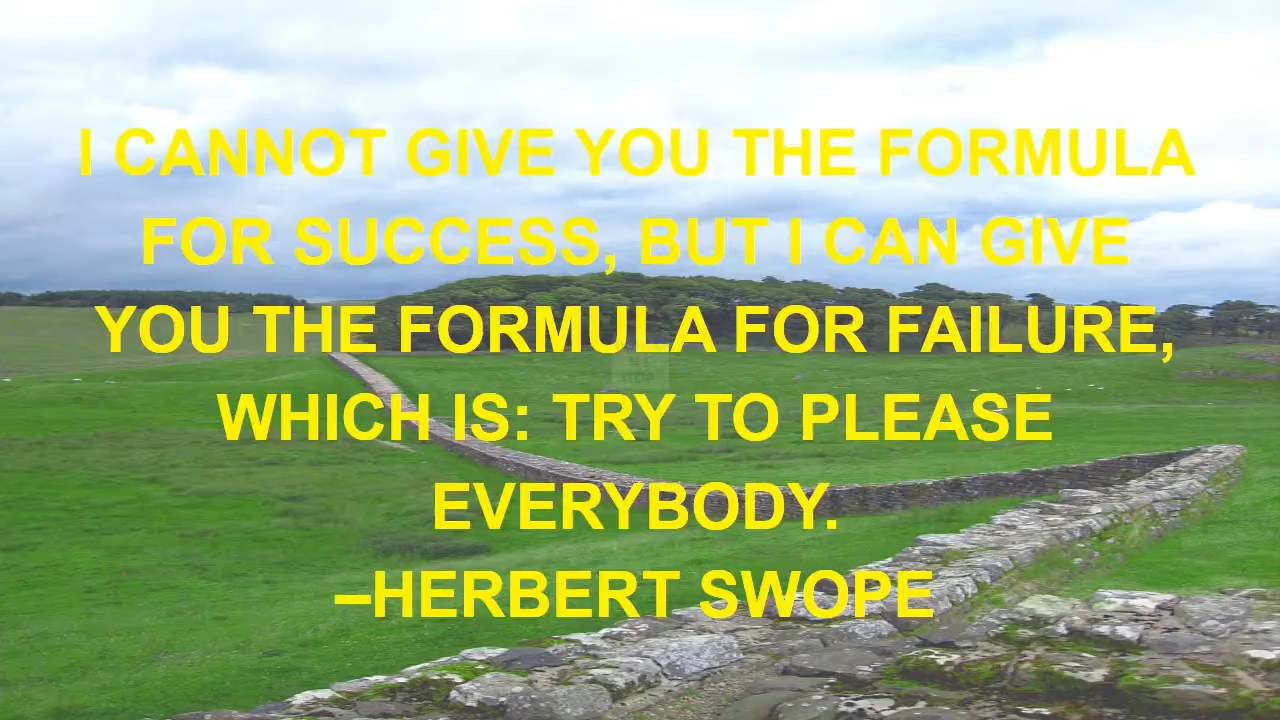 I CANNOT GIVE YOU THE FORMULA
FOR SUCCESS, BUT I CAN GIVE
YOU THE FORMULA FOR FAILURE,
WHICH IS: TRY TO PLEASE
EVERYBODY.
–HERBERT SWOPE